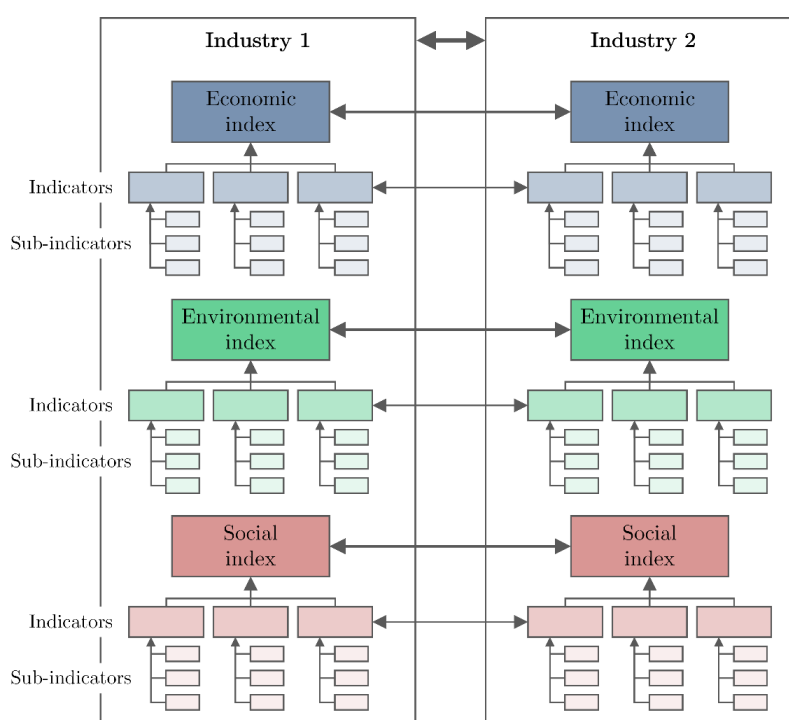 Industry 1
Industry 2
Economic
index
Economic
index
Indicators
Sub-indicators
Environmental
index
Environmental
index
Indicators
Sub-indicators
Social
index
Social
index
Indicators
Sub-indicators